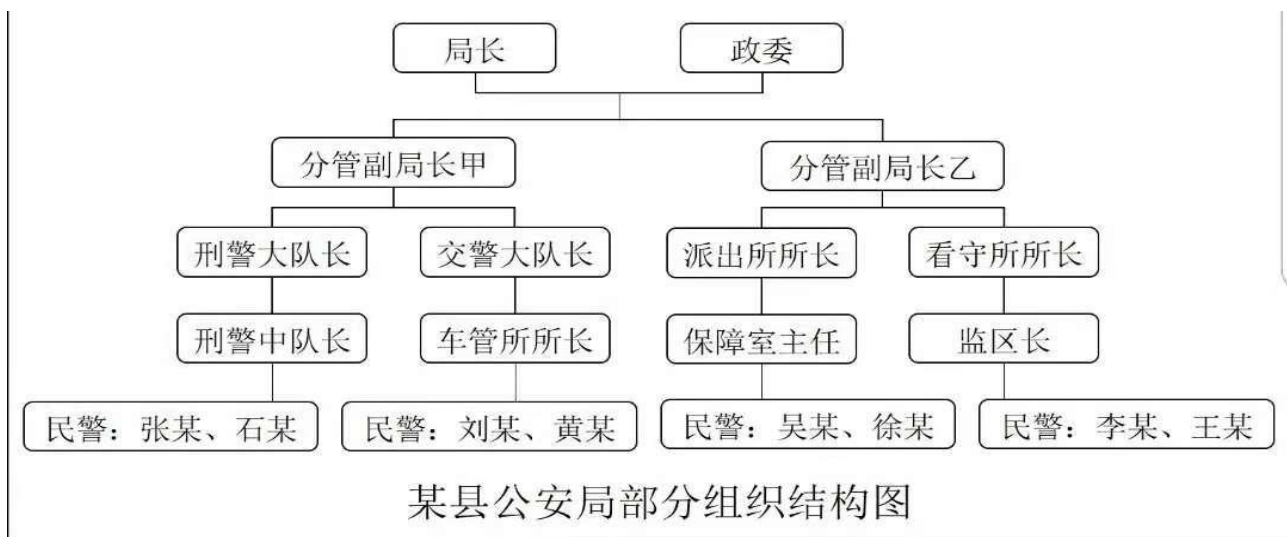 局长 政委
分管副局长甲 分管副局长乙
刑警大队长 交警大队长 派出所所长 看守所所长
刑警中队长 车管所所长 保障室主任 监区长
民警：张某、石某 民警：刘某、黄某 民警：吴某、徐某 民警：李某、王某
某县公安局部分组织结构图